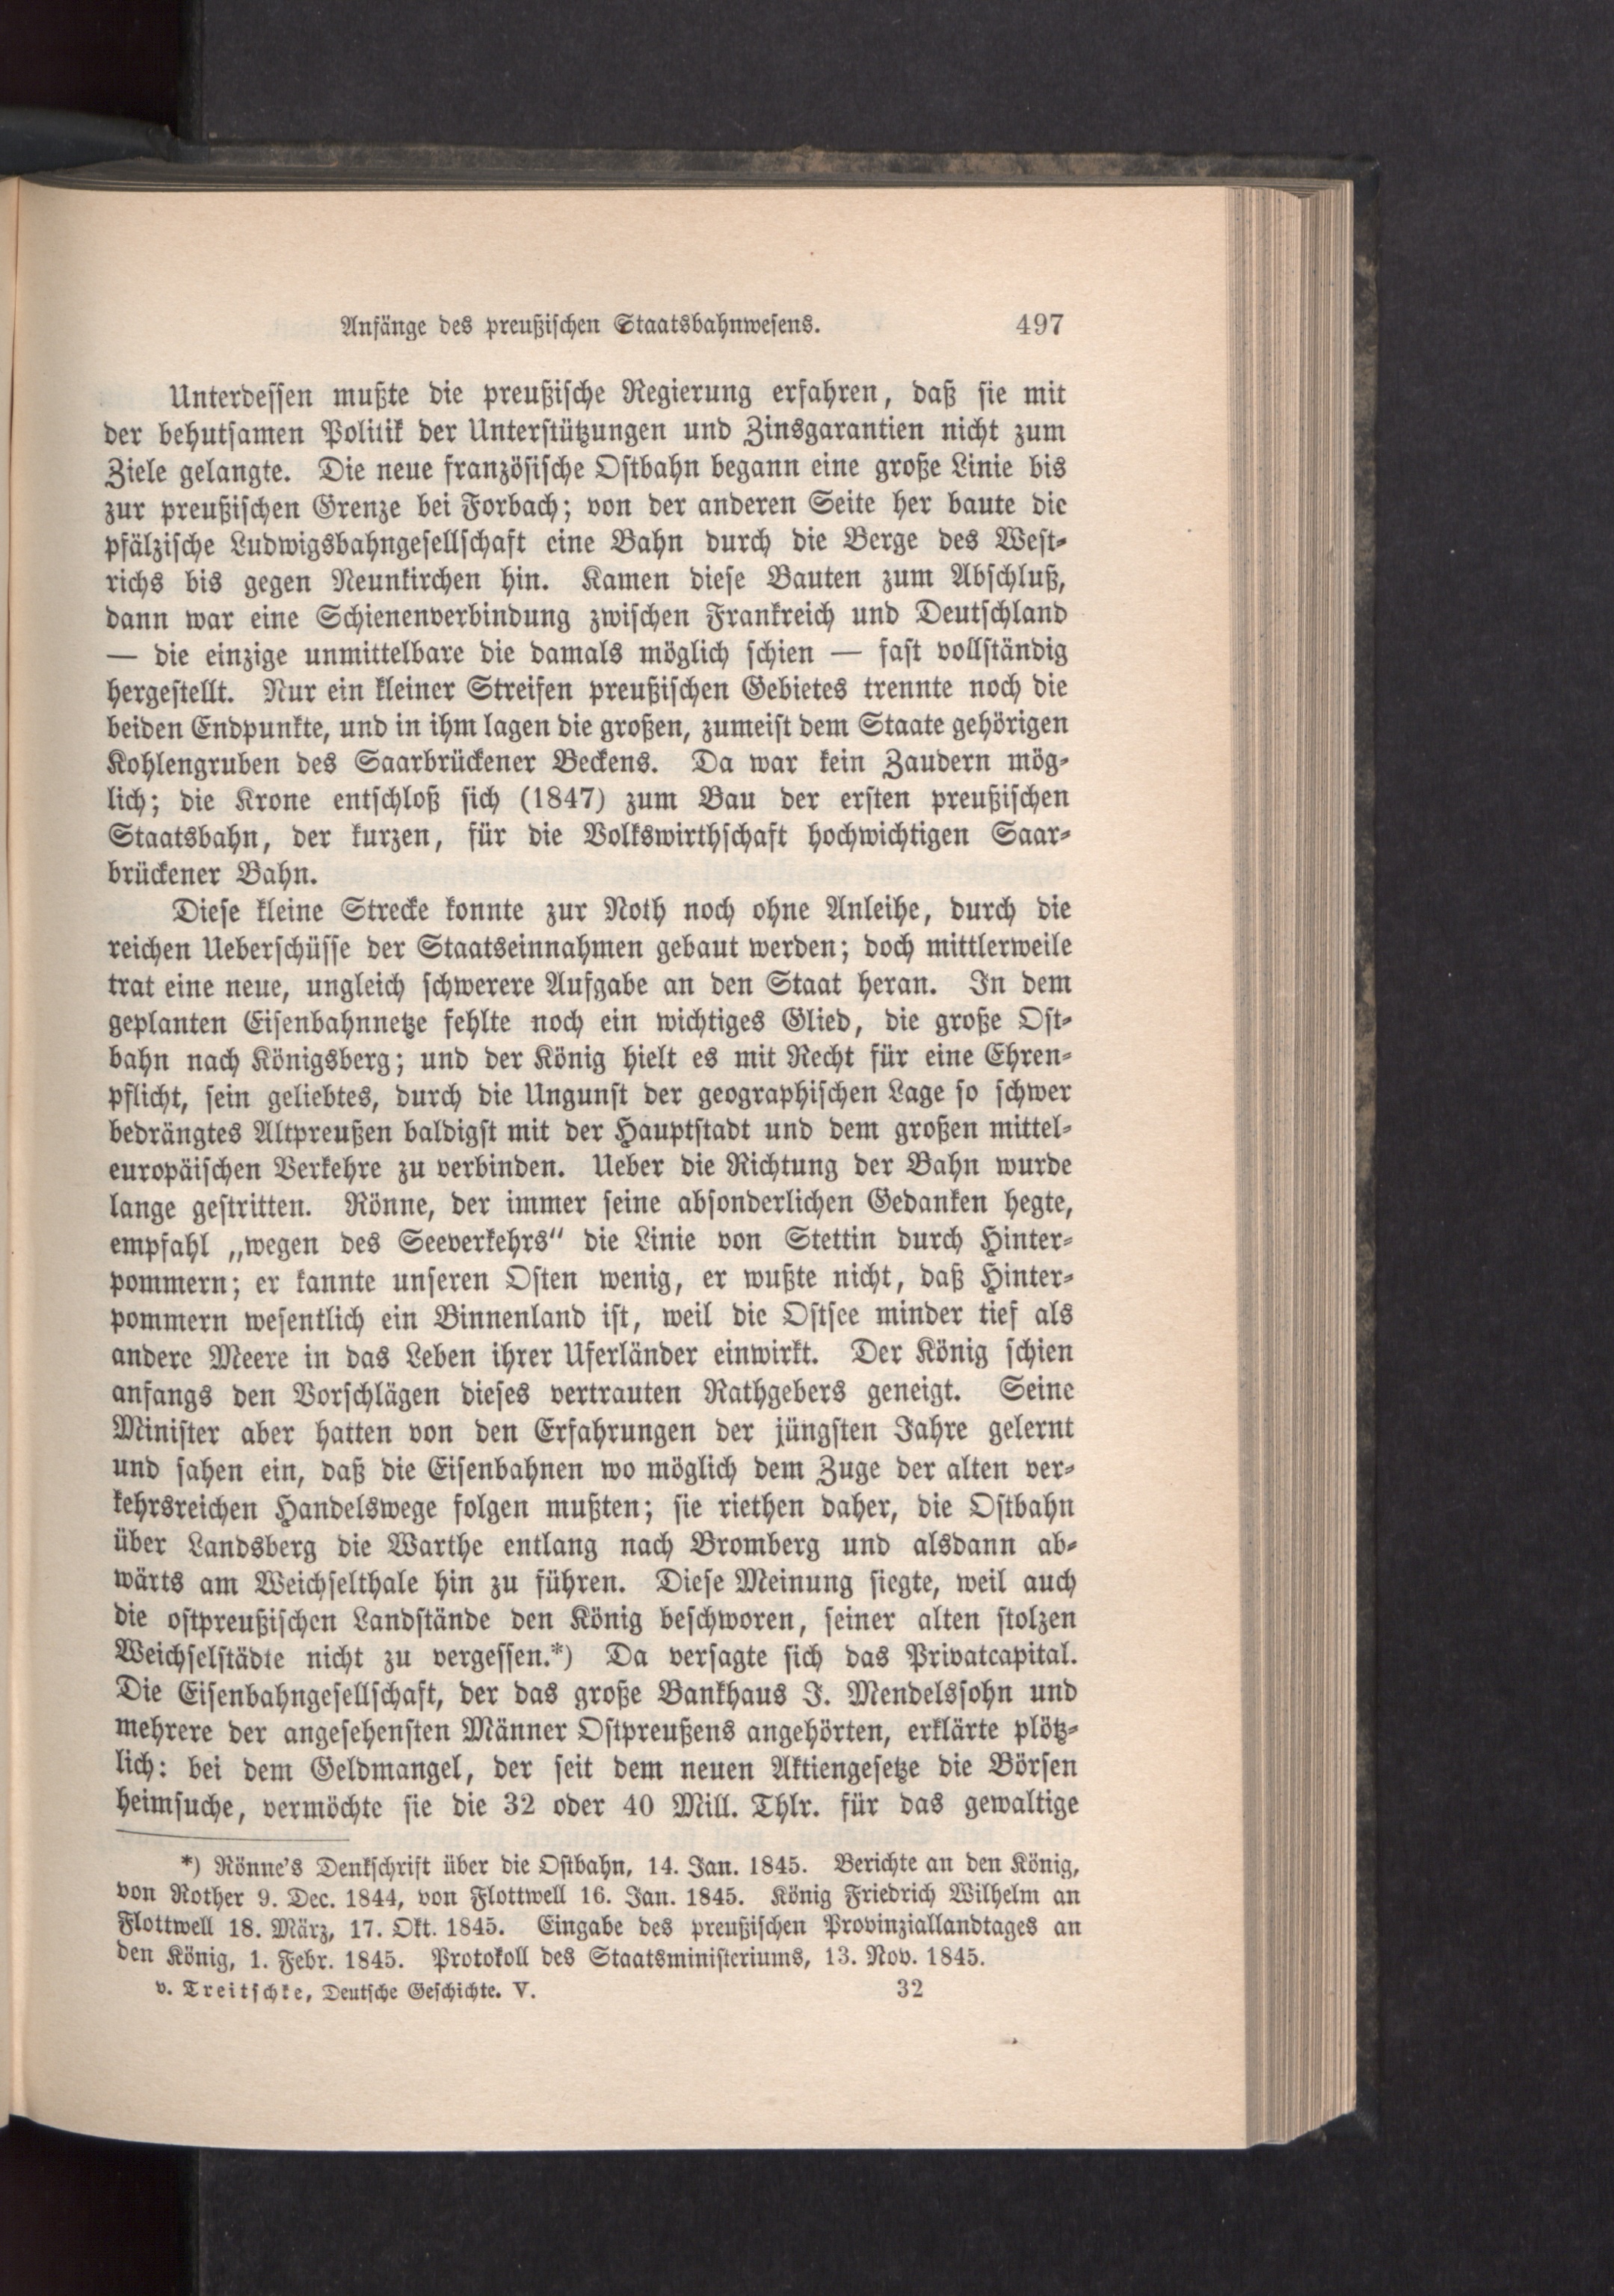 Anfänge des preußischen Staatsbahnwesens. 497
Unterdessen mußte die preußische Regierung erfahren, daß sie mit
der behutsamen Politik der Unterstützungen und Zinsgarantien nicht zum
Ziele gelangte. Die neue französische Ostbahn begann eine große Linie bis
zur preußischen Grenze bei Forbach; von der anderen Seite her baute die
pfälzische Ludwigsbahngesellschaft eine Bahn durch die Berge des West-
richs bis gegen Neunkirchen hin. Kamen diese Bauten zum Abschluß,
dann war eine Schienenverbindung zwischen Frankreich und Deutschland
— die einzige unmittelbare die damals möglich schien — fast vollständig
hergestellt. Nur ein kleiner Streifen preußischen Gebietes trennte noch die
beiden Endpunkte, und in ihm lagen die großen, zumeist dem Staate gehörigen
Kohlengruben des Saarbrückener Beckens. Da war kein Zaudern mög-
lich; die Krone entschloß sich (1847) zum Bau der ersten preußischen
Staatsbahn, der kurzen, für die Volkswirthschaft hochwichtigen Saar-
brückener Bahn.
Diese kleine Strecke konnte zur Noth noch ohne Anleihe, durch die
reichen Ueberschüsse der Staatseinnahmen gebaut werden; doch mittlerweile
trat eine neue, ungleich schwerere Aufgabe an den Staat heran. In dem
geplanten Eisenbahnnetze fehlte noch ein wichtiges Glied, die große Ost-
bahn nach Königsberg; und der König hielt es mit Recht für eine Ehren-
pflicht, sein geliebtes, durch die Ungunst der geographischen Lage so schwer
bedrängtes Altpreußen baldigst mit der Hauptstadt und dem großen mittel-
europäischen Verkehre zu verbinden. Ueber die Richtung der Bahn wurde
lange gestritten. Rönne, der immer seine absonderlichen Gedanken hegte,
empfahl „wegen des Seeverkehrs“ die Linie von Stettin durch Hinter-
pommern; er kannte unseren Osten wenig, er wußte nicht, daß Hinter-
pommern wesentlich ein Binnenland ist, weil die Ostsee minder tief als
andere Meere in das Leben ihrer Uferländer einwirkt. Der König schien
anfangs den Vorschlägen dieses vertrauten Rathgebers geneigt. Seine
Minister aber hatten von den Erfahrungen der jüngsten Jahre gelernt
und sahen ein, daß die Eisenbahnen wo möglich dem Zuge der alten ver-
kehrsreichen Handelswege folgen mußten; sie riethen daher, die Ostbahn
über Landsberg die Warthe entlang nach Bromberg und alsdann ab-
wärts am Weichselthale hin zu führen. Diese Meinung siegte, weil auch
die ostpreußischen Landstände den König beschworen, seiner alten stolzen
Weichselstädte nicht zu vergessen.*) Da versagte sich das Privatcapital.
Die Eisenbahngesellschaft, der das große Bankhaus J. Mendelssohn und
mehrere der angesehensten Männer Ostpreußens angehörten, erklärte plötz-
lich: bei dem Geldmangel, der seit dem neuen Aktiengesetze die Börsen
heimsuche, vermöchte sie die 32 oder 40 Mill. Thlr. für das gewaltige
*) Rönne's Denkschrift über die Ostbahn, 14. Jan. 1845. Berichte an den König,
von Rother 9. Dec. 1844, von Flottwell 16. Jan. 1845. König Friedrich Wilhelm an
Flottwell 18. März, 17. Okt. 1845. Eingabe des preußischen Provinziallandtages an
den König, 1. Febr. 1845. Protokoll des Staatsministeriums, 13. Nov. 1845.
v. Treitschke, Deutsche Geschichte. V. 32